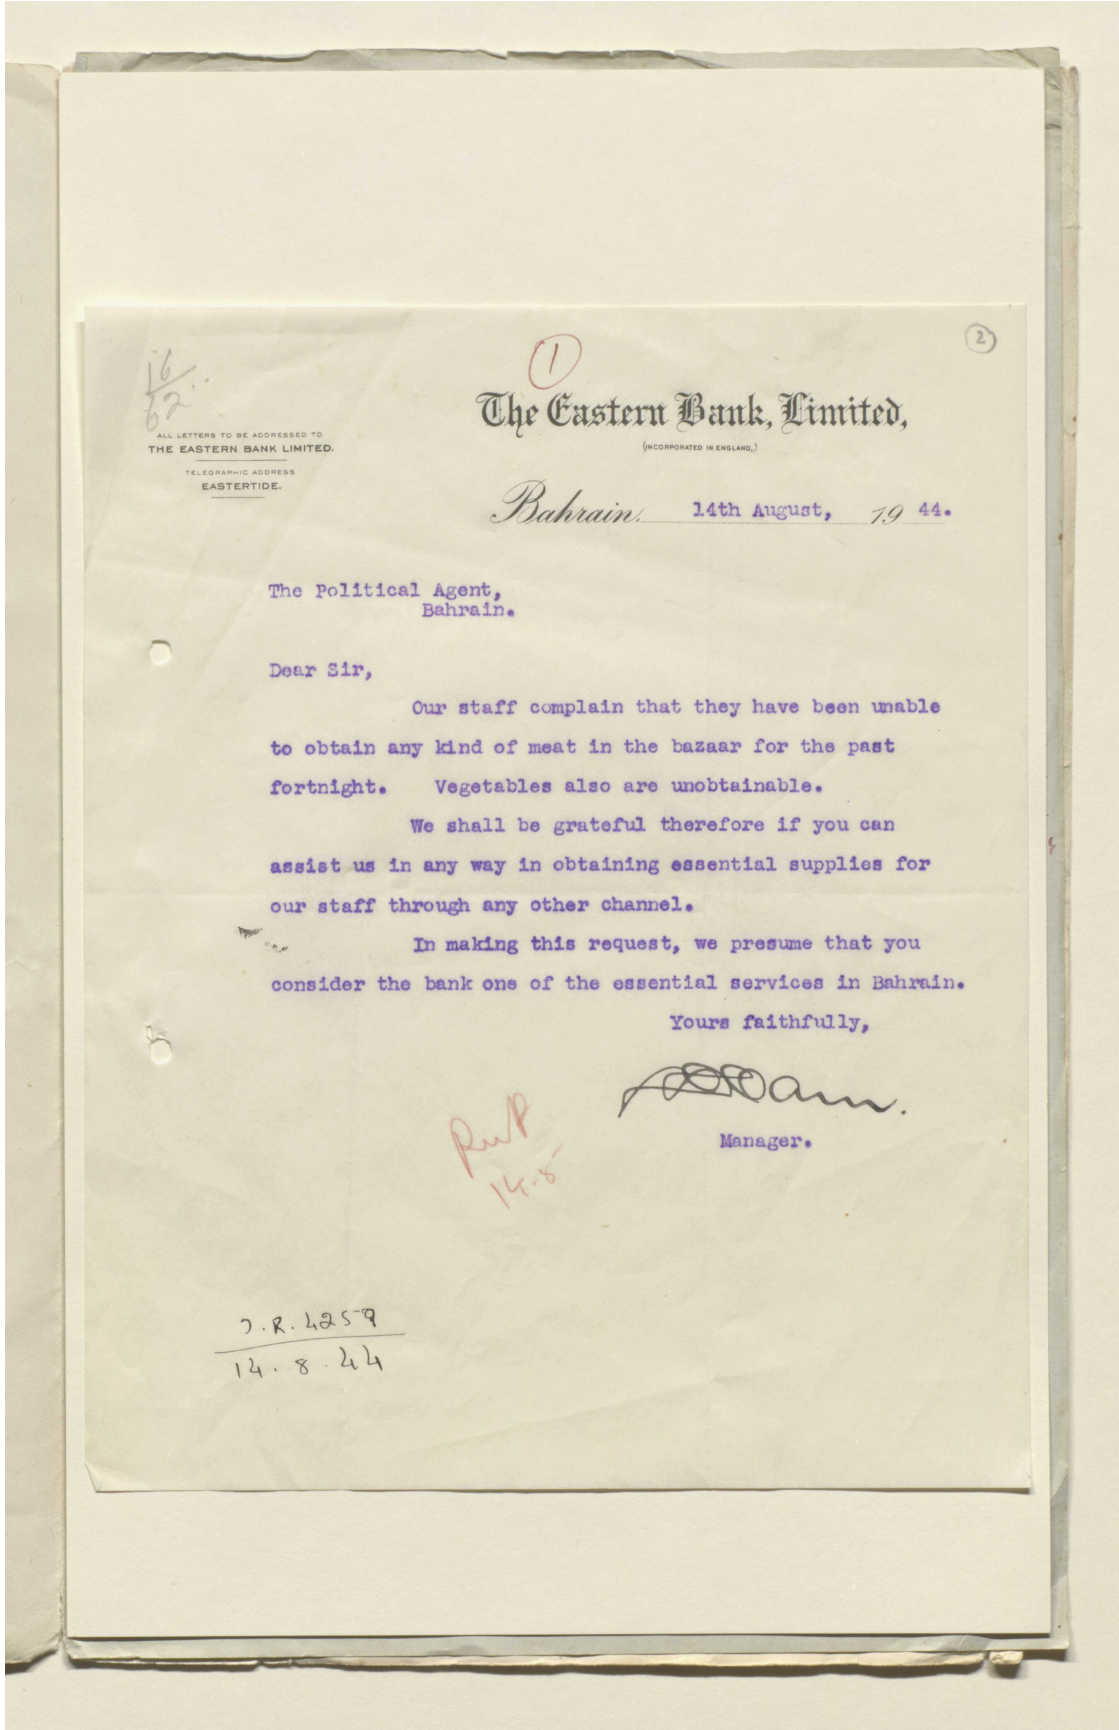 1
2
16
62
The Eastern Bank, Limited,
(INCORPORATED IN ENGLAND.)
ALL LETTERS TO BE ADDRESSED TO
THE EASTERN BANK LIMITED.
TELEGRAPHIC ADDRESS
EASTERTIDE.
Bahrain. 14th August, 19 44.
The Political Agent,
Bahrain.
Dear Sir,
Our staff complain that they have been unable
to obtain any kind of meat in the bazaar for the past
fortnight. Vegetables also are unobtainable.
We shall be grateful therefore if you can
assist us in any way in obtaining essential supplies for
our staff through any other channel.
In making this request, we presume that you
consider the bank one of the essential services in Bahrain.
Yours faithfully,
Manager.
14.8
R. 4259
14.8.44